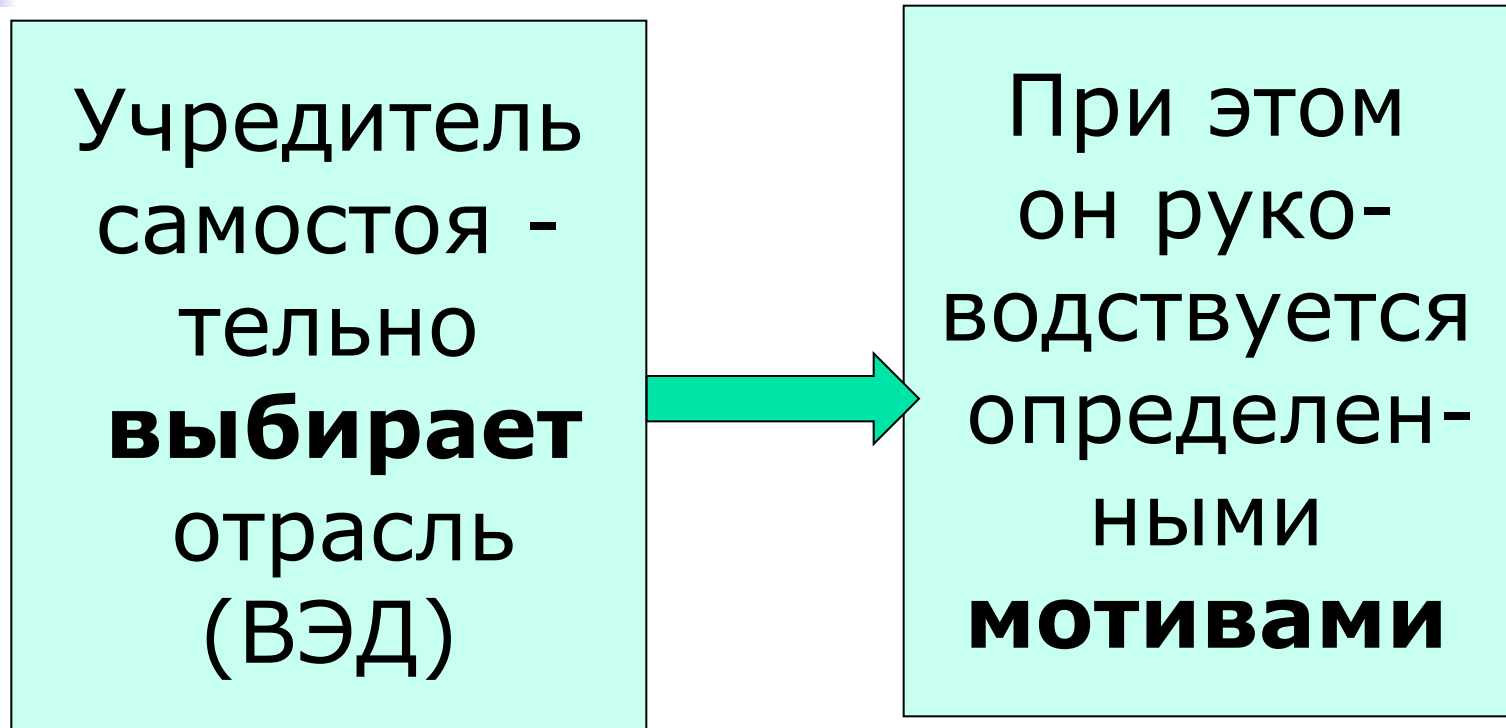 Учредитель
самостоя -
тельно
выбирает
отрасль
(ВЭД)
При этом
он руко-
водствуется
определен-
ными
мотивами